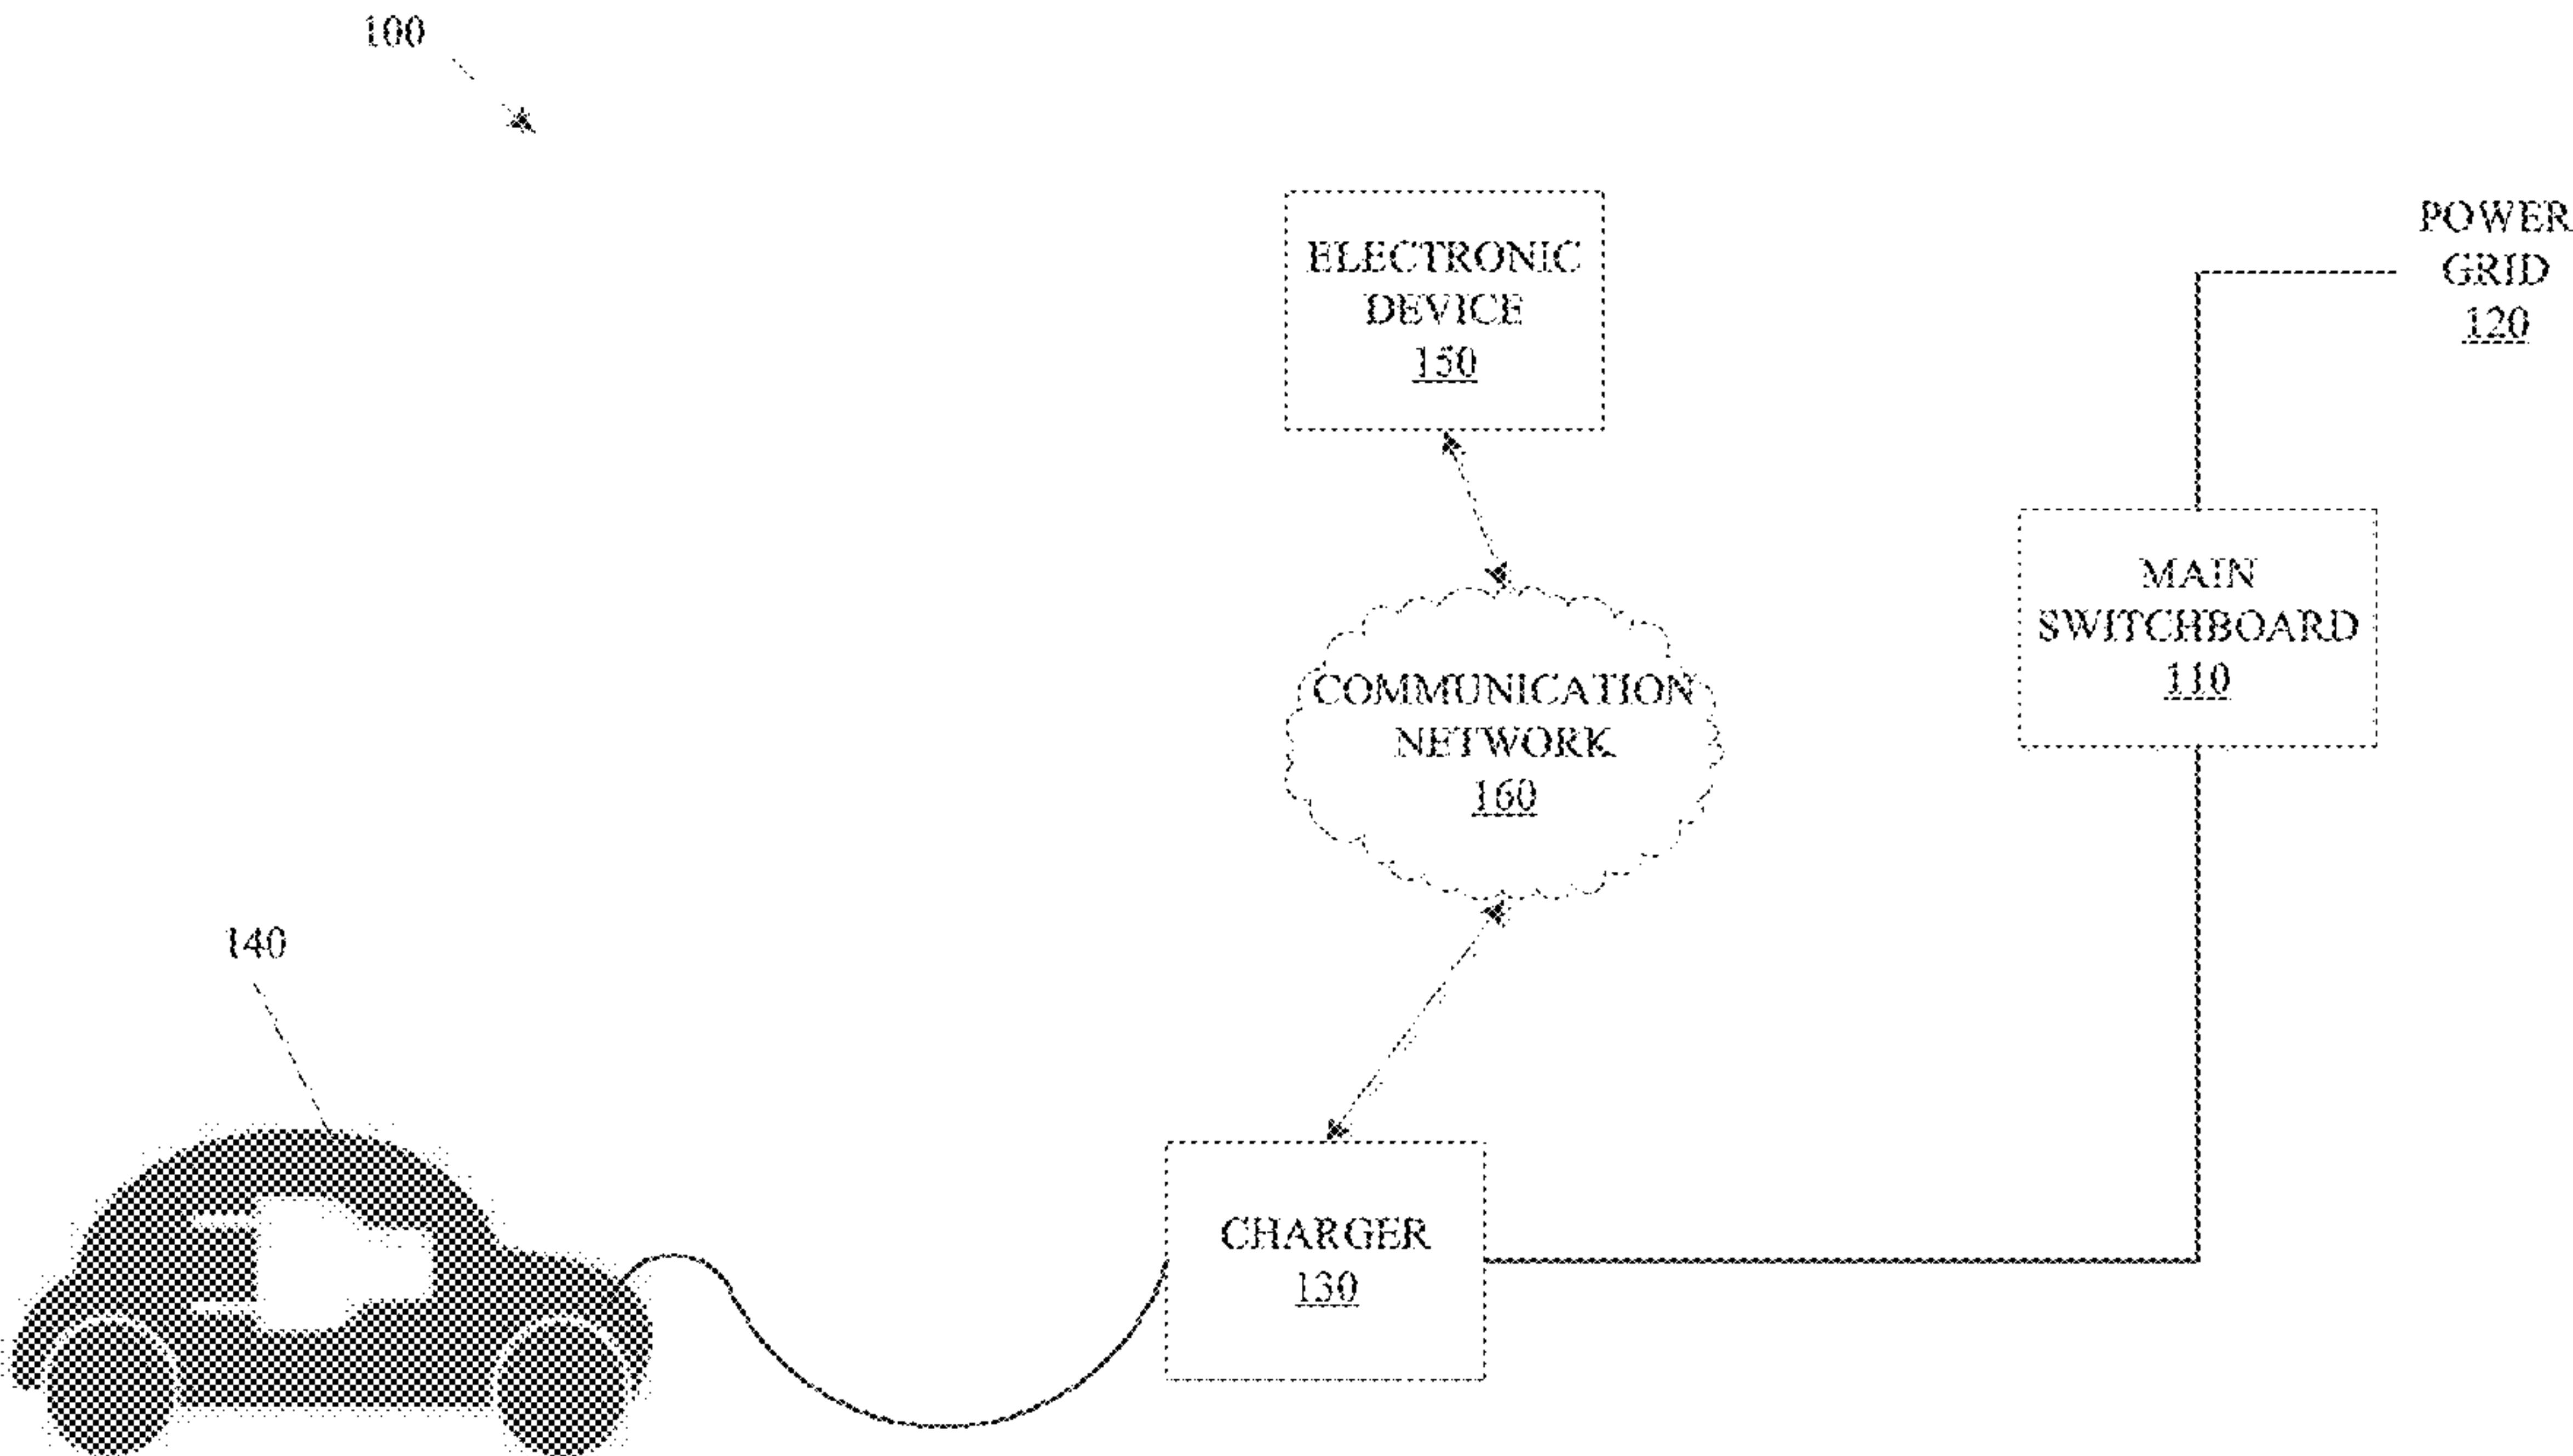 100
POWER
GRID
120
ELECTRONIC
DEVICE
150
MAIN
SWITCHBOARD
110
COMMUNICATION
NETWORK
160
140
CHARGER
130